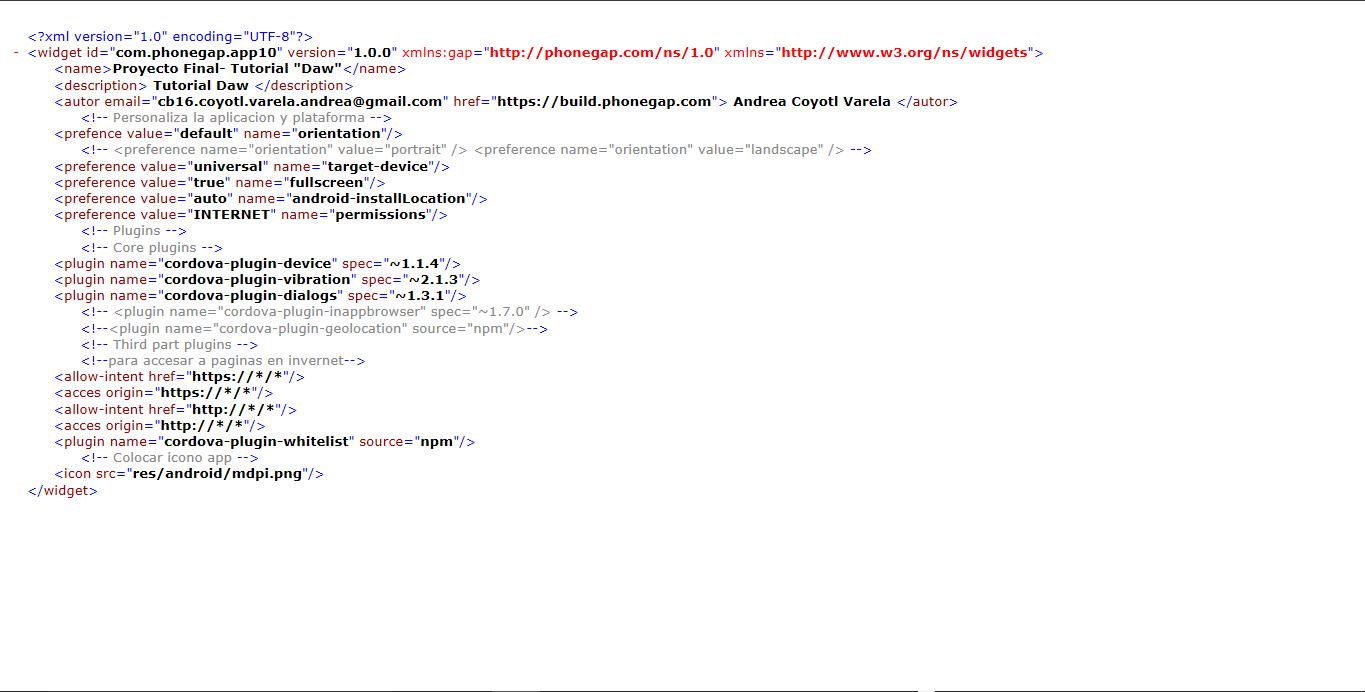 <?xml version="1.0" encoding="UTF-8"?>
- <widget id="com.phonegap.app10" version="1.0.0" xmlns:gap="http://phonegap.com/ns/1.0" xmlns="http://www.w3.org/ns/widgets">
<name>Proyecto Final- Tutorial "Daw"</name>
<description> Tutorial Daw </description>
<autor email="cb16.coyotl.varela.andrea@gmail.com" href="https://build.phonegap.com"> Andrea Coyotl Varela </autor>
<!-- Personaliza la aplicacion y plataforma -->
<prefence value="default" name="orientation"/>
<!-- <preference name="orientation" value="portrait" /> <preference name="orientation" value="landscape" /> -->
<preference value="universal" name="target-device"/>
<preference value="true" name="fullscreen"/>
<preference value="auto" name="android-installLocation"/>
<preference value="INTERNET" name="permissions"/>
<!-- Plugins -->
<!-- Core plugins -->
<plugin name="cordova-plugin-device" spec="~1.1.4"/>
<plugin name="cordova-plugin-vibration" spec="~2.1.3"/>
<plugin name="cordova-plugin-dialogs" spec="~1.3.1"/>
<!-- <plugin name="cordova-plugin-inappbrowser" spec="~1.7.0" /> -->
<!--<plugin name="cordova-plugin-geolocation" source="npm"/>-->
<!-- Third part plugins -->
<!--para accesar a paginas en invernet-->
<allow-intent href="https://*/*"/>
<acces origin="https://*/*"/>
<allow-intent href="http://*/*"/>
<acces origin="http://*/*"/>
<plugin name="cordova-plugin-whitelist" source="npm"/>
<!-- Colocar icono app -->
<icon src="res/android/mdpi.png"/>
</widget>